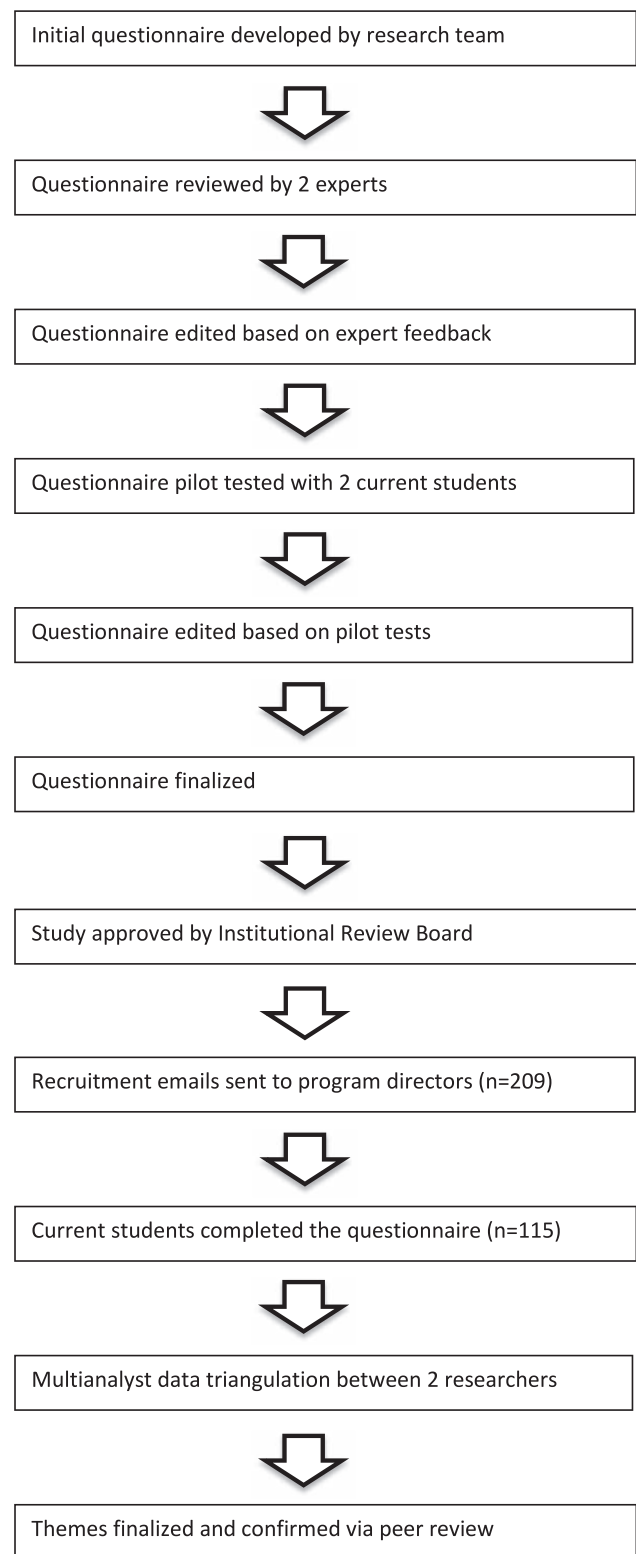 Initial questionnaire developed by research team
Questionnaire reviewed by 2 experts
Questionnaire edited based on expert feedback
Questionnaire pilot tested with 2 current students
Questionnaire edited based on pilot tests
Questionnaire finalized
Study approved by Institutional Review Board
Recruitment emails sent to program directors (n=209)
Current students completed the questionnaire (n=115)
Multianalyst data triangulation between 2 researchers
Themes finalized and confirmed via peer review